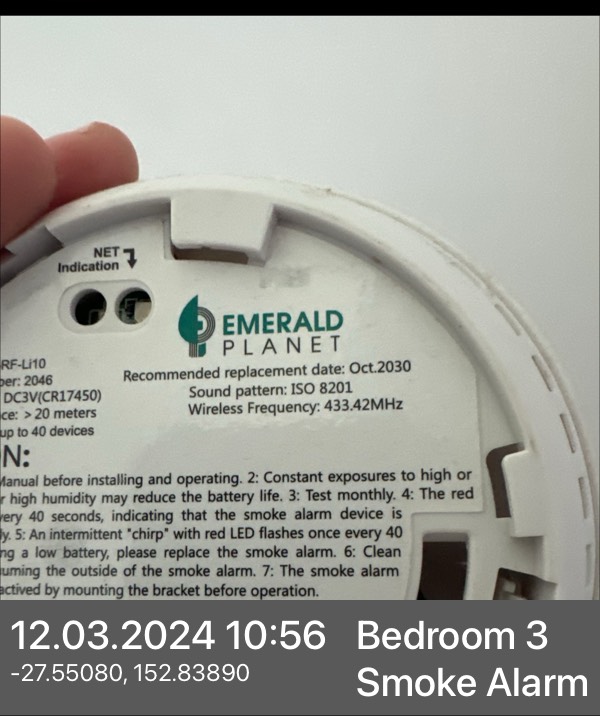 NET
Indication
EMERALD
PLANET
Recommended replacement date: Oct.2030
Sound pattern: ISO 8201
Wireless Frequency: 433.42MHz
RF-Li10
ber: 2046
DC3V(CR17450)
ce: > 20 meters
up to 40 devices
N:
Manual before installing and operating. 2: Constant exposures to high or
r high humidity may reduce the battery life. 3: Test monthly. 4: The red
very 40 seconds, indicating that the smoke alarm device is
ly. 5: An intermittent "chirp" with red LED flashes once every 40
ng a low battery, please replace the smoke alarm. 6: Clean
uuming the outside of the smoke alarm. 7: The smoke alarm
actived by mounting the bracket before operation.
12.03.2024 10:56
-27.55080, 152.83890
Bedroom 3
Smoke Alarm